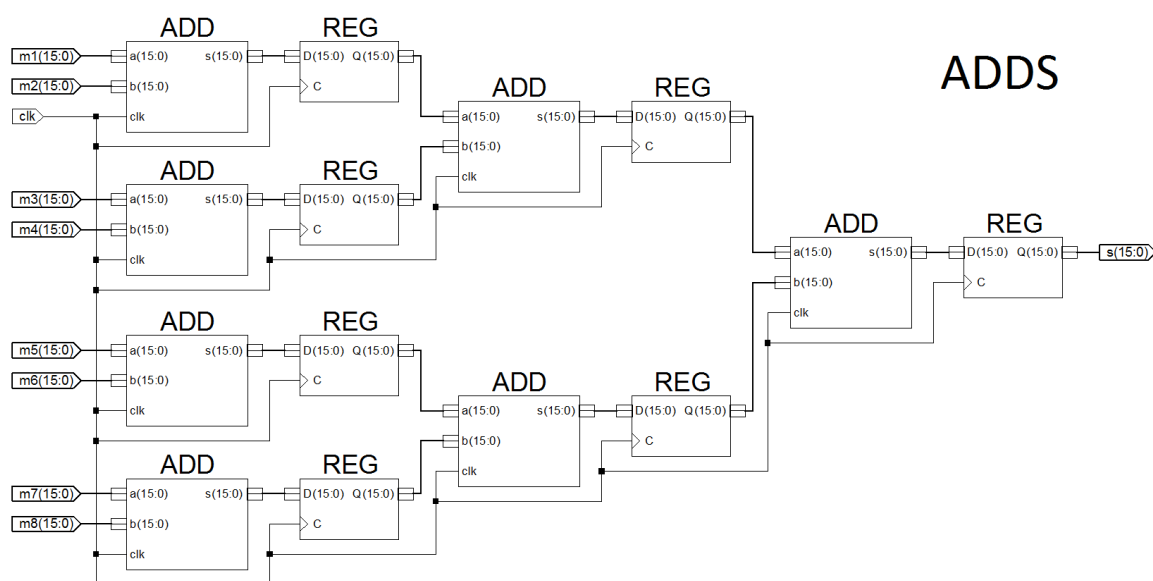 ADDS
ADD
REG
m1(15:0)
a(15:0)
s(15:0)
D(15:0)
Q(15:0)
m2(15:0)
b(15:0)
C
clk
clk
ADD
REG
a(15:0)
s(15:0)
D(15:0)
Q(15:0)
b(15:0)
C
clk
ADD
REG
m3(15:0)
a(15:0)
s(15:0)
D(15:0)
Q(15:0)
m4(15:0)
b(15:0)
C
clk
ADD
REG
a(15:0)
s(15:0)
D(15:0)
Q(15:0)
s(15:0)
b(15:0)
C
clk
ADD
REG
m5(15:0)
a(15:0)
s(15:0)
D(15:0)
Q(15:0)
m6(15:0)
b(15:0)
C
clk
ADD
REG
a(15:0)
s(15:0)
D(15:0)
Q(15:0)
b(15:0)
C
clk
ADD
REG
m7(15:0)
a(15:0)
s(15:0)
D(15:0)
Q(15:0)
m8(15:0)
b(15:0)
C
clk